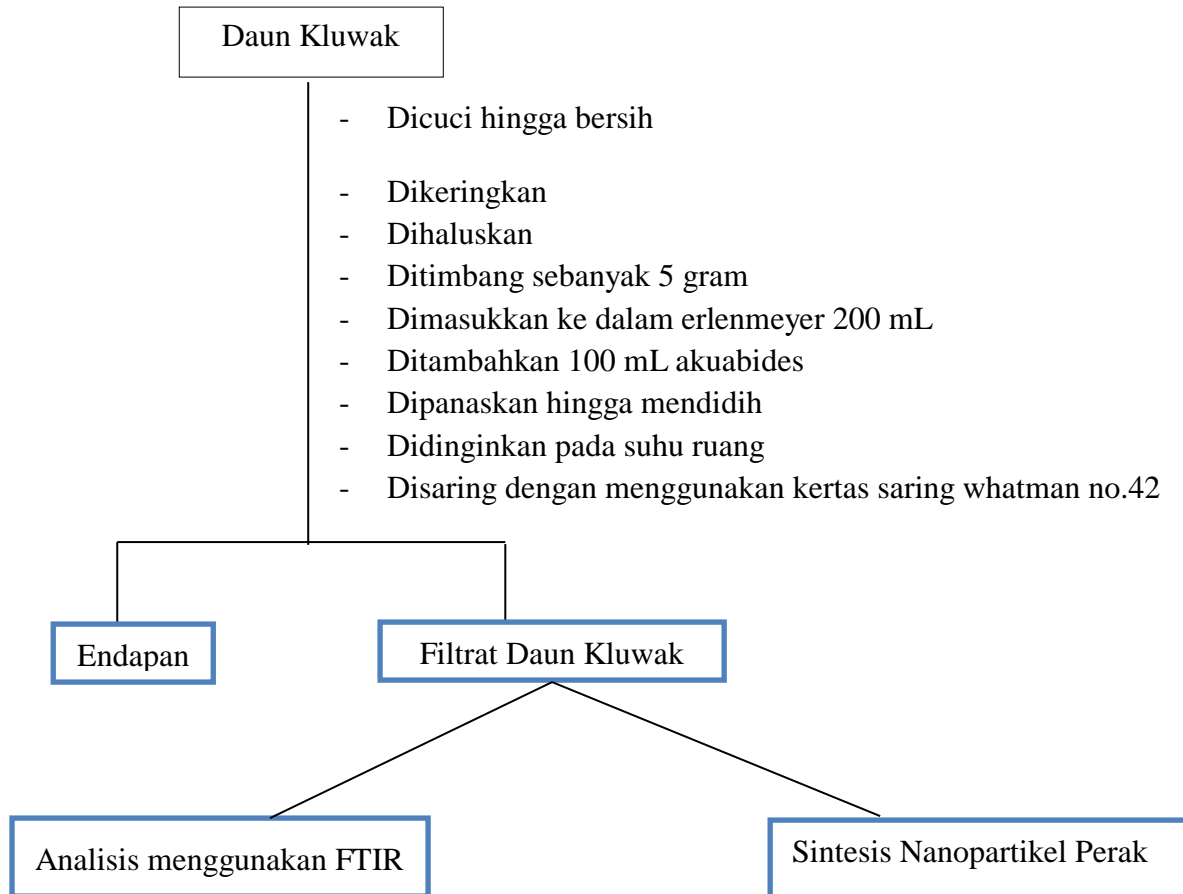 Daun Kluwak
- Dicuci hingga bersih
- Dikeringkan
- Dihaluskan
- Ditimbang sebanyak 5 gram
- Dimasukkan ke dalam erlenmeyer 200 mL
- Ditambahkan 100 mL akuabides
- Dipanaskan hingga mendidih
- Didinginkan pada suhu ruang
- Disaring dengan menggunakan kertas saring whatman no.42
Endapan
Filtrat Daun Kluwak
Analisis menggunakan FTIR
Sintesis Nanopartikel Perak